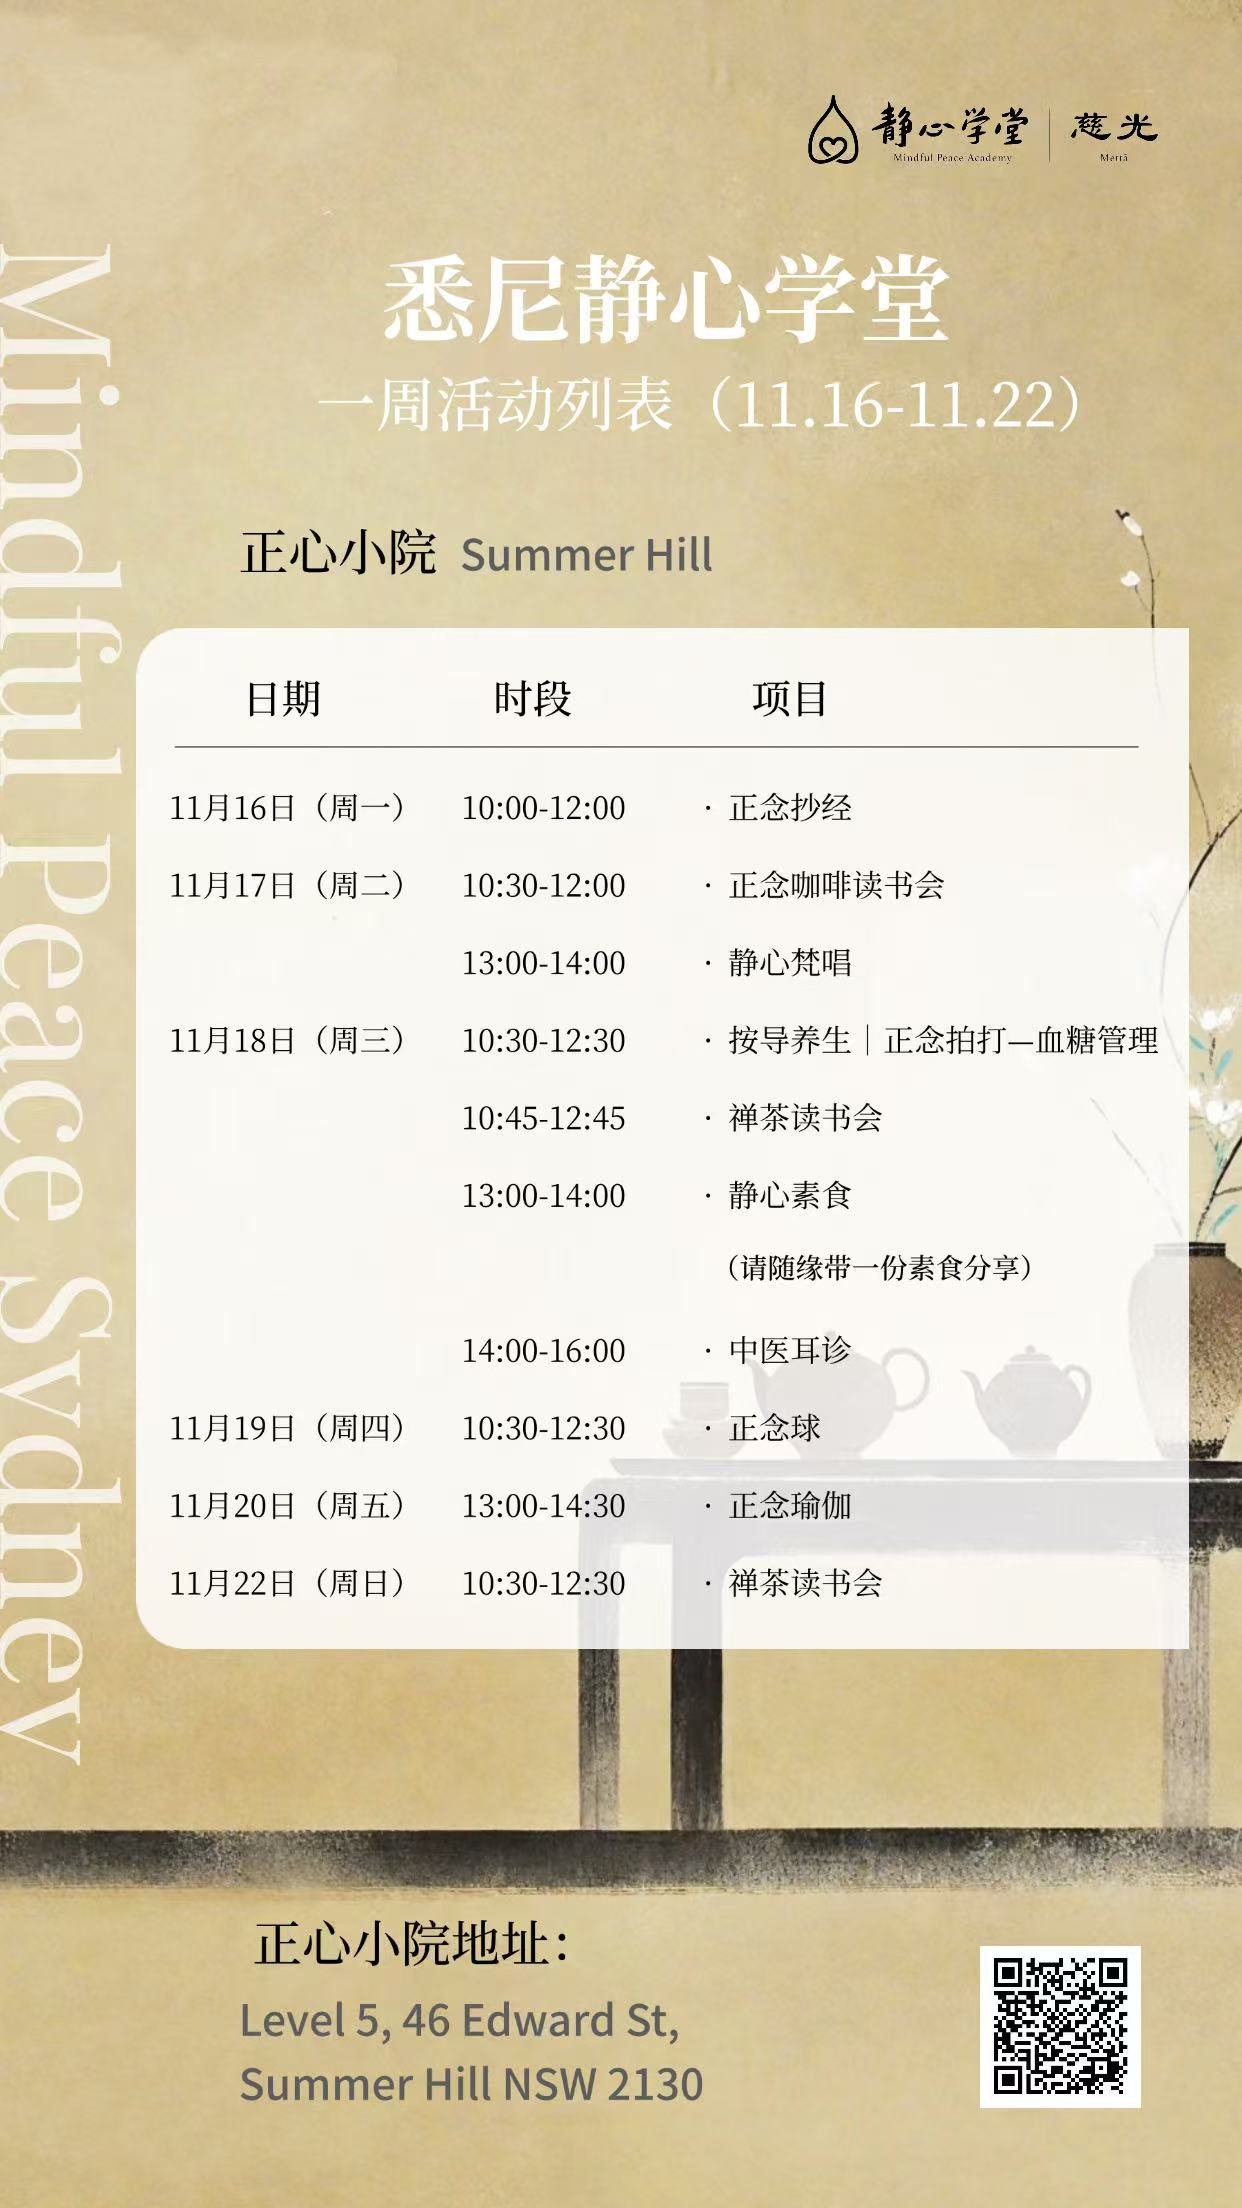 静心学堂 | 慈光
Mindful Peace Academy Mettā
悉尼静心学堂
一周活动列表（11.16-11.22）
Mindful Peace Sydney
正心小院 Summer Hill
日期 时段 项目
11月16日（周一） 10:00-12:00 · 正念抄经
11月17日（周二） 10:30-12:00 · 正念咖啡读书会
13:00-14:00 · 静心梵唱
11月18日（周三） 10:30-12:30 · 按导养生｜正念拍打—血糖管理
10:45-12:45 · 禅茶读书会
13:00-14:00 · 静心素食
（请随缘带一份素食分享）
14:00-16:00 · 中医耳诊
11月19日（周四） 10:30-12:30 · 正念球
11月20日（周五） 13:00-14:30 · 正念瑜伽
11月22日（周日） 10:30-12:30 · 禅茶读书会
正心小院地址：
Level 5, 46 Edward St,
Summer Hill NSW 2130